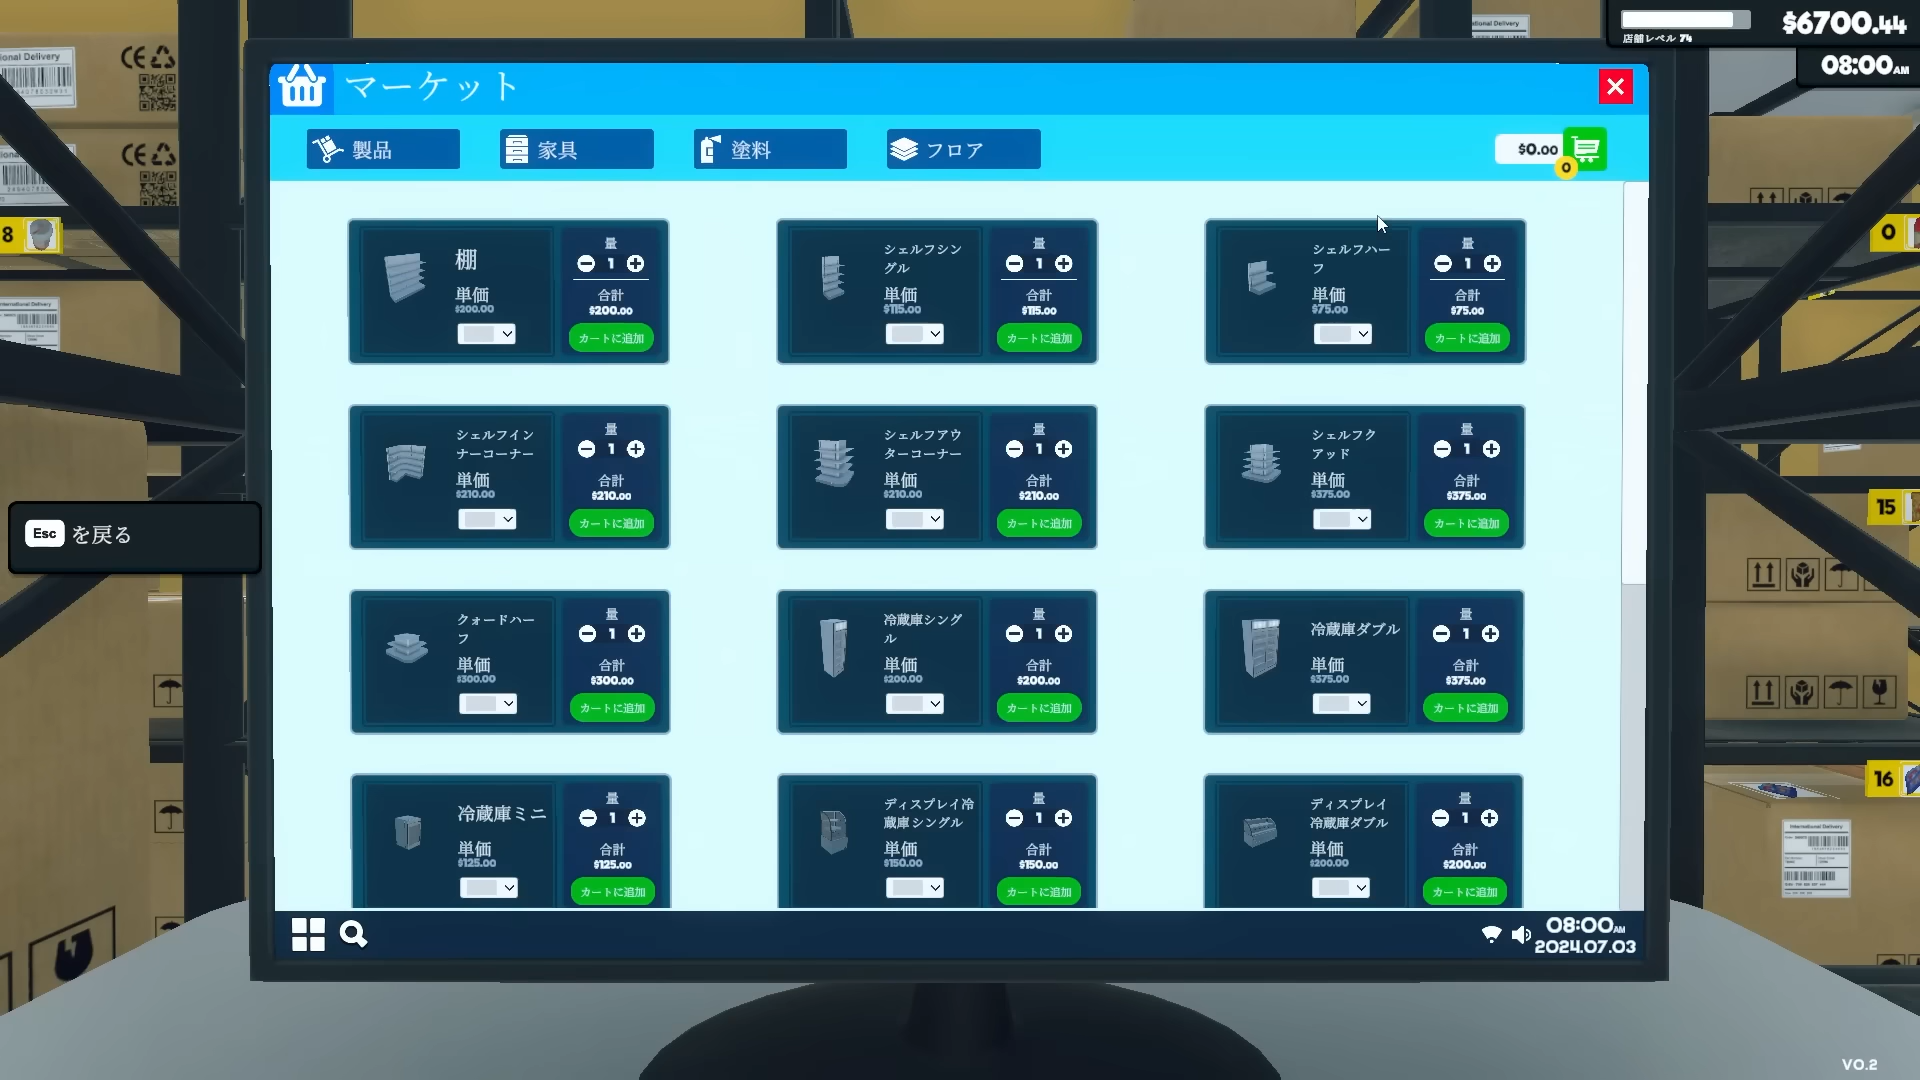 $6700.44
店舗レベル 74
08:00AM
マーケット
製品
家具
塗料
フロア
$0.00
0
棚
単価
$200.00
量
1
合計
$200.00
カートに追加
シェルフシン
グル
単価
$115.00
量
1
合計
$115.00
カートに追加
シェルフハー
フ
単価
$75.00
量
1
合計
$75.00
カートに追加
シェルフイン
ナーコーナー
単価
$210.00
量
1
合計
$210.00
カートに追加
シェルフアウ
ターコーナー
単価
$210.00
量
1
合計
$210.00
カートに追加
シェルフク
アッド
単価
$375.00
量
1
合計
$375.00
カートに追加
クォードハー
フ
単価
$300.00
量
1
合計
$300.00
カートに追加
冷蔵庫シング
ル
単価
$200.00
量
1
合計
$200.00
カートに追加
冷蔵庫ダブル
単価
$375.00
量
1
合計
$375.00
カートに追加
冷蔵庫ミニ
単価
$125.00
量
1
合計
$125.00
カートに追加
ディスプレイ冷
蔵庫シングル
単価
$150.00
量
1
合計
$150.00
カートに追加
ディスプレイ
冷蔵庫ダブル
単価
$200.00
量
1
合計
$200.00
カートに追加
Esc を戻る
08:00AM
2024.07.03
8
0
15
16
International Delivery
V0.2